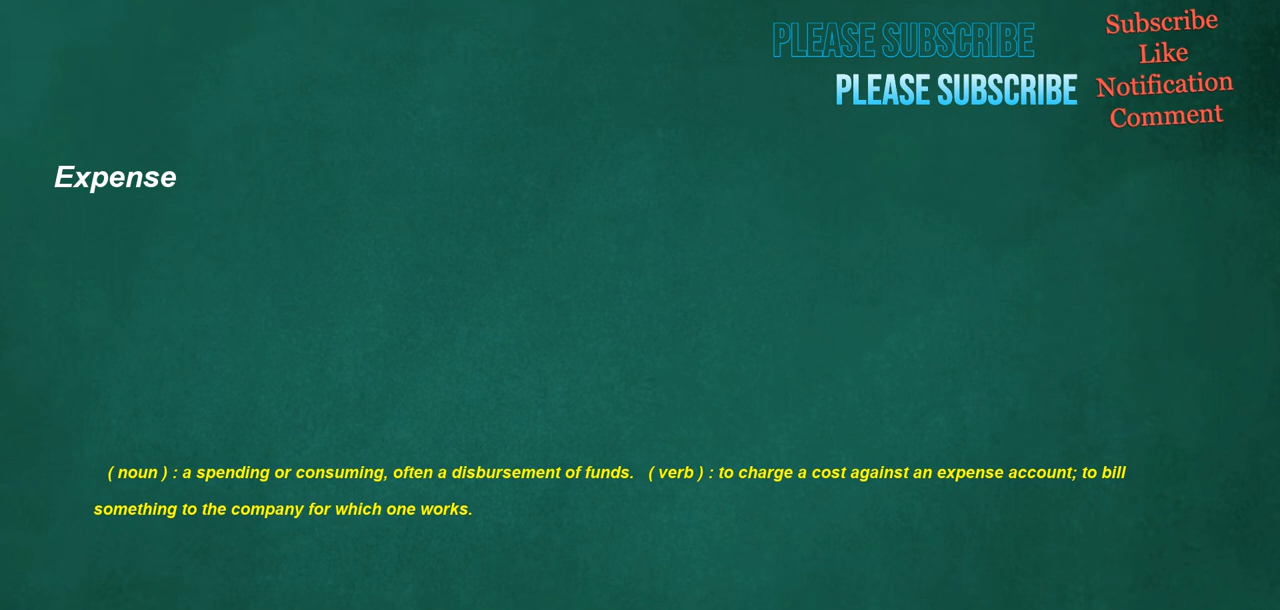 PLEASE SUBSCRIBE
PLEASE SUBSCRIBE
Subscribe
Like
Notification
Comment
Expense
( noun ) : a spending or consuming, often a disbursement of funds. ( verb ) : to charge a cost against an expense account; to bill
something to the company for which one works.